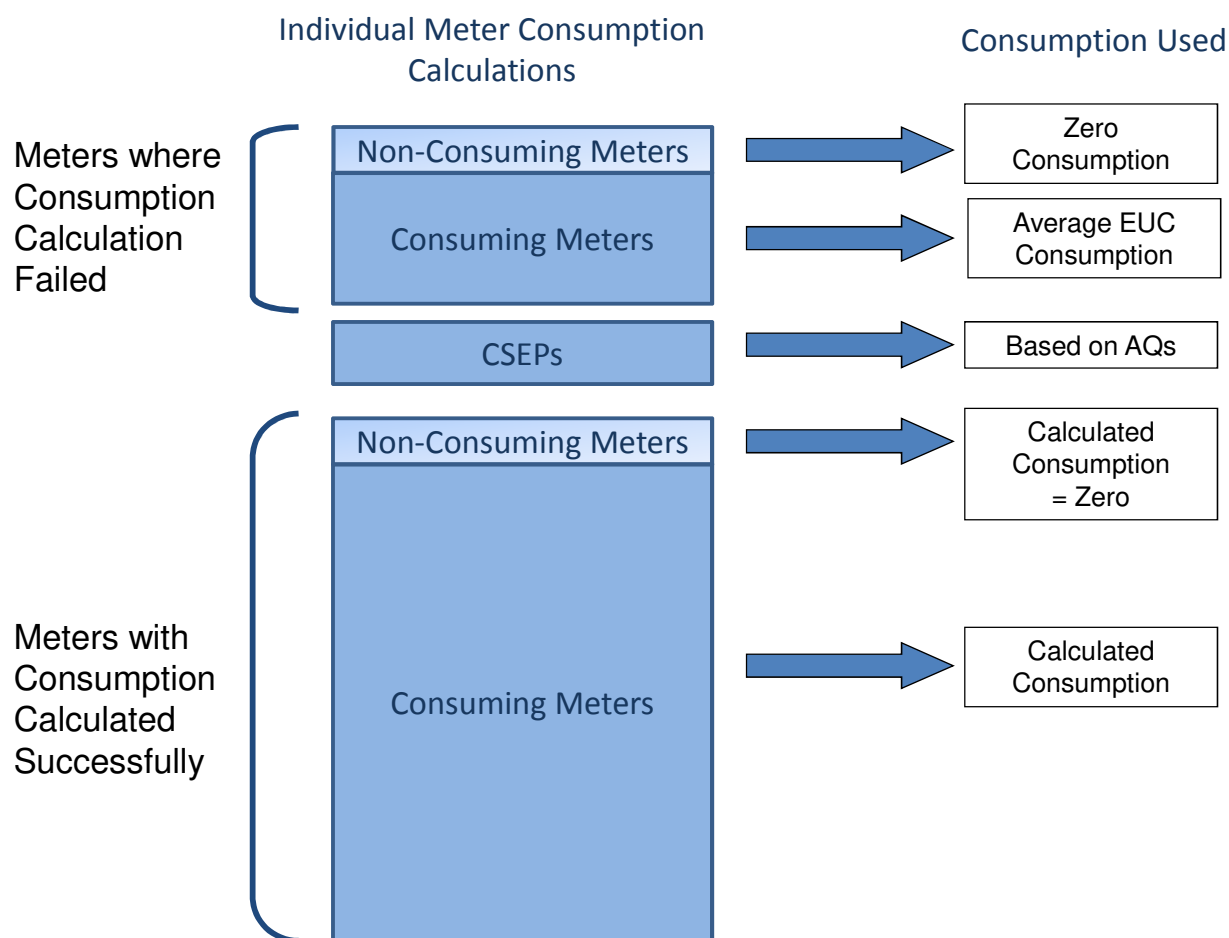 Individual Meter Consumption
Calculations
Consumption Used
Meters where
Consumption
Calculation
Failed
Non-Consuming Meters
Zero
Consumption
Consuming Meters
Average EUC
Consumption
CSEPs
Based on AQs
Meters with
Consumption
Calculated
Successfully
Non-Consuming Meters
Calculated
Consumption
= Zero
Consuming Meters
Calculated
Consumption